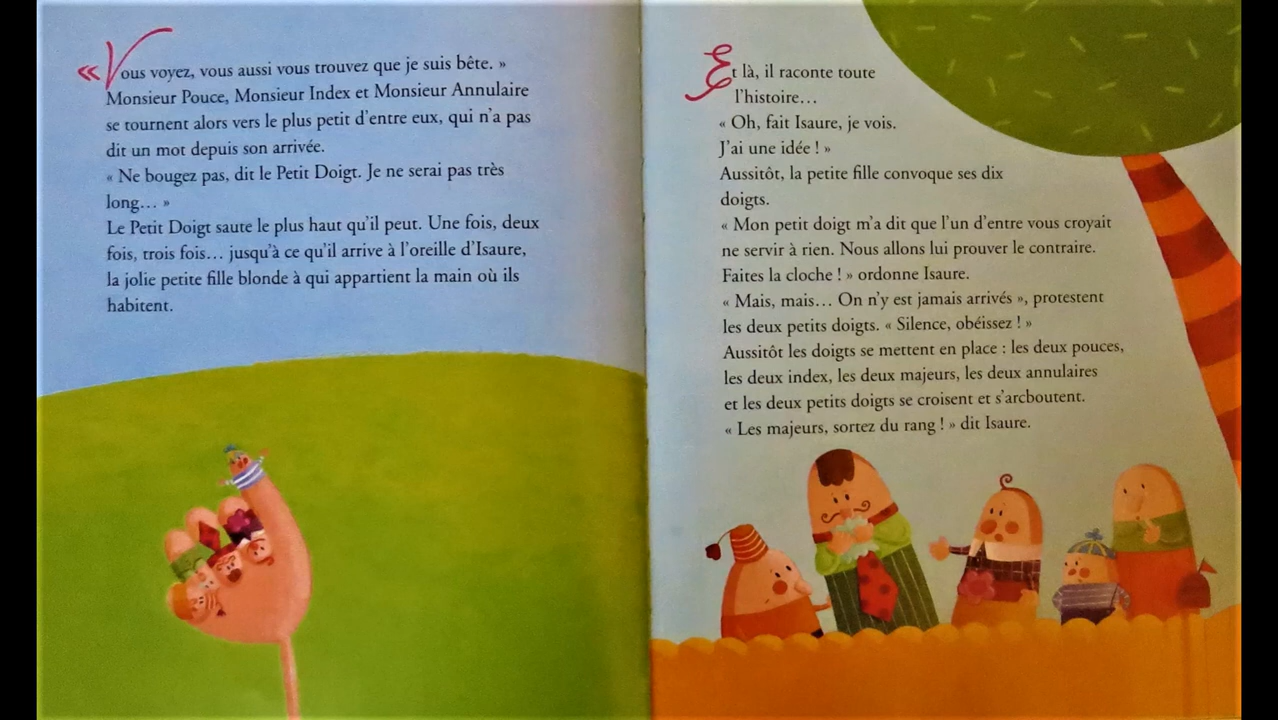 « Vous voyez, vous aussi vous trouvez que je suis bête. »
Monsieur Pouce, Monsieur Index et Monsieur Annulaire
se tournent alors vers le plus petit d'entre eux, qui n'a pas
dit un mot depuis son arrivée.
« Ne bougez pas, dit le Petit Doigt. Je ne serai pas très
long… »
Le Petit Doigt saute le plus haut qu'il peut. Une fois, deux
fois, trois fois… jusqu'à ce qu'il arrive à l'oreille d'Isaure,
la jolie petite fille blonde à qui appartient la main où ils
habitent.
Et là, il raconte toute
l'histoire…
« Oh, fait Isaure, je vois.
J'ai une idée ! »
Aussitôt, la petite fille convoque ses dix
doigts.
« Mon petit doigt m'a dit que l'un d'entre vous croyait
ne servir à rien. Nous allons lui prouver le contraire.
Faites la cloche ! » ordonne Isaure.
« Mais, mais… On n'y est jamais arrivés », protestent
les deux petits doigts. « Silence, obéissez ! »
Aussitôt les doigts se mettent en place : les deux pouces,
les deux index, les deux majeurs, les deux annulaires
et les deux petits doigts se croisent et s'arcboutent.
« Les majeurs, sortez du rang ! » dit Isaure.